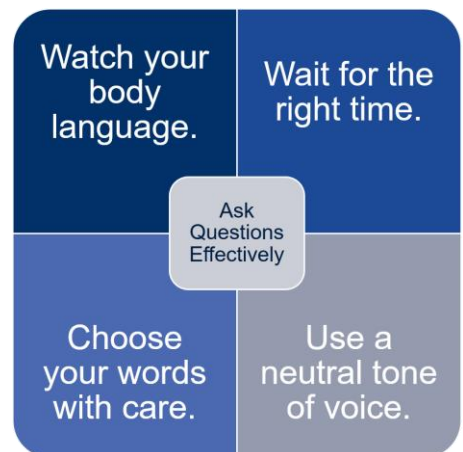 Watch your
body
language.
Wait for the
right time.
Ask
Questions
Effectively
Choose
your words
with care.
Use a
neutral tone
of voice.